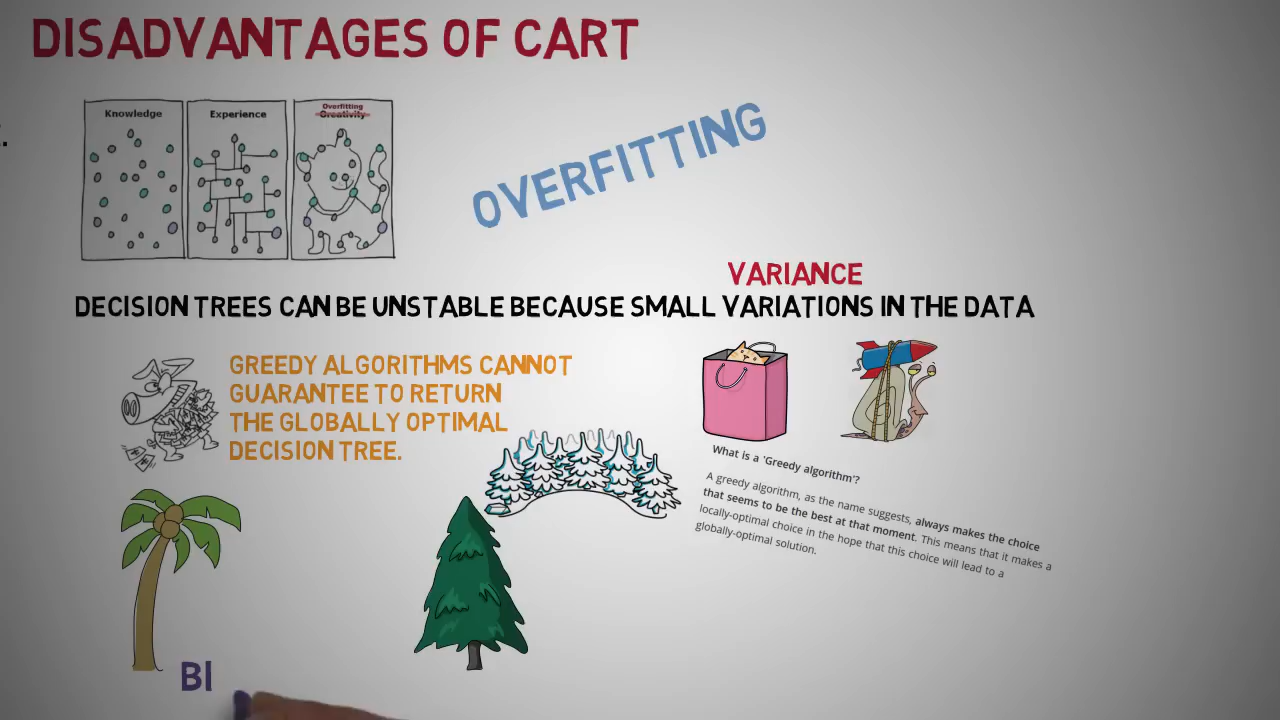 DISADVANTAGES OF CART
Knowledge
Experience
Overfitting
Creativity
OVERFITTING
VARIANCE
DECISION TREES CAN BE UNSTABLE BECAUSE SMALL VARIATIONS IN THE DATA
GREEDY ALGORITHMS CANNOT
GUARANTEE TO RETURN
THE GLOBALLY OPTIMAL
DECISION TREE.
What is a 'Greedy algorithm'?
A greedy algorithm, as the name suggests, always makes the choice
that seems to be the best at that moment. This means that it makes a
locally-optimal choice in the hope that this choice will lead to a
globally-optimal solution.
BI